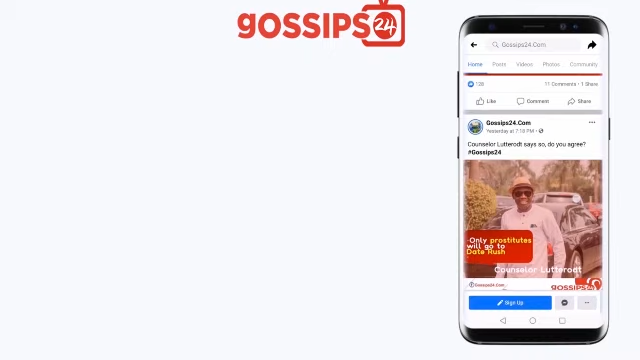 GOSSIPS24
Gossips24.Com
Home Posts Videos Photos Community
128 11 Comments • 1 Share
Like Comment Share
Gossips24.Com
Yesterday at 7:18 PM
Counselor Lutterodt says so, do you agree?
#Gossips24
Only prostitutes
will go to
Date Rush
Counselor Lutterodt
Gossips24.Com
GOSSIPS24
Sign Up